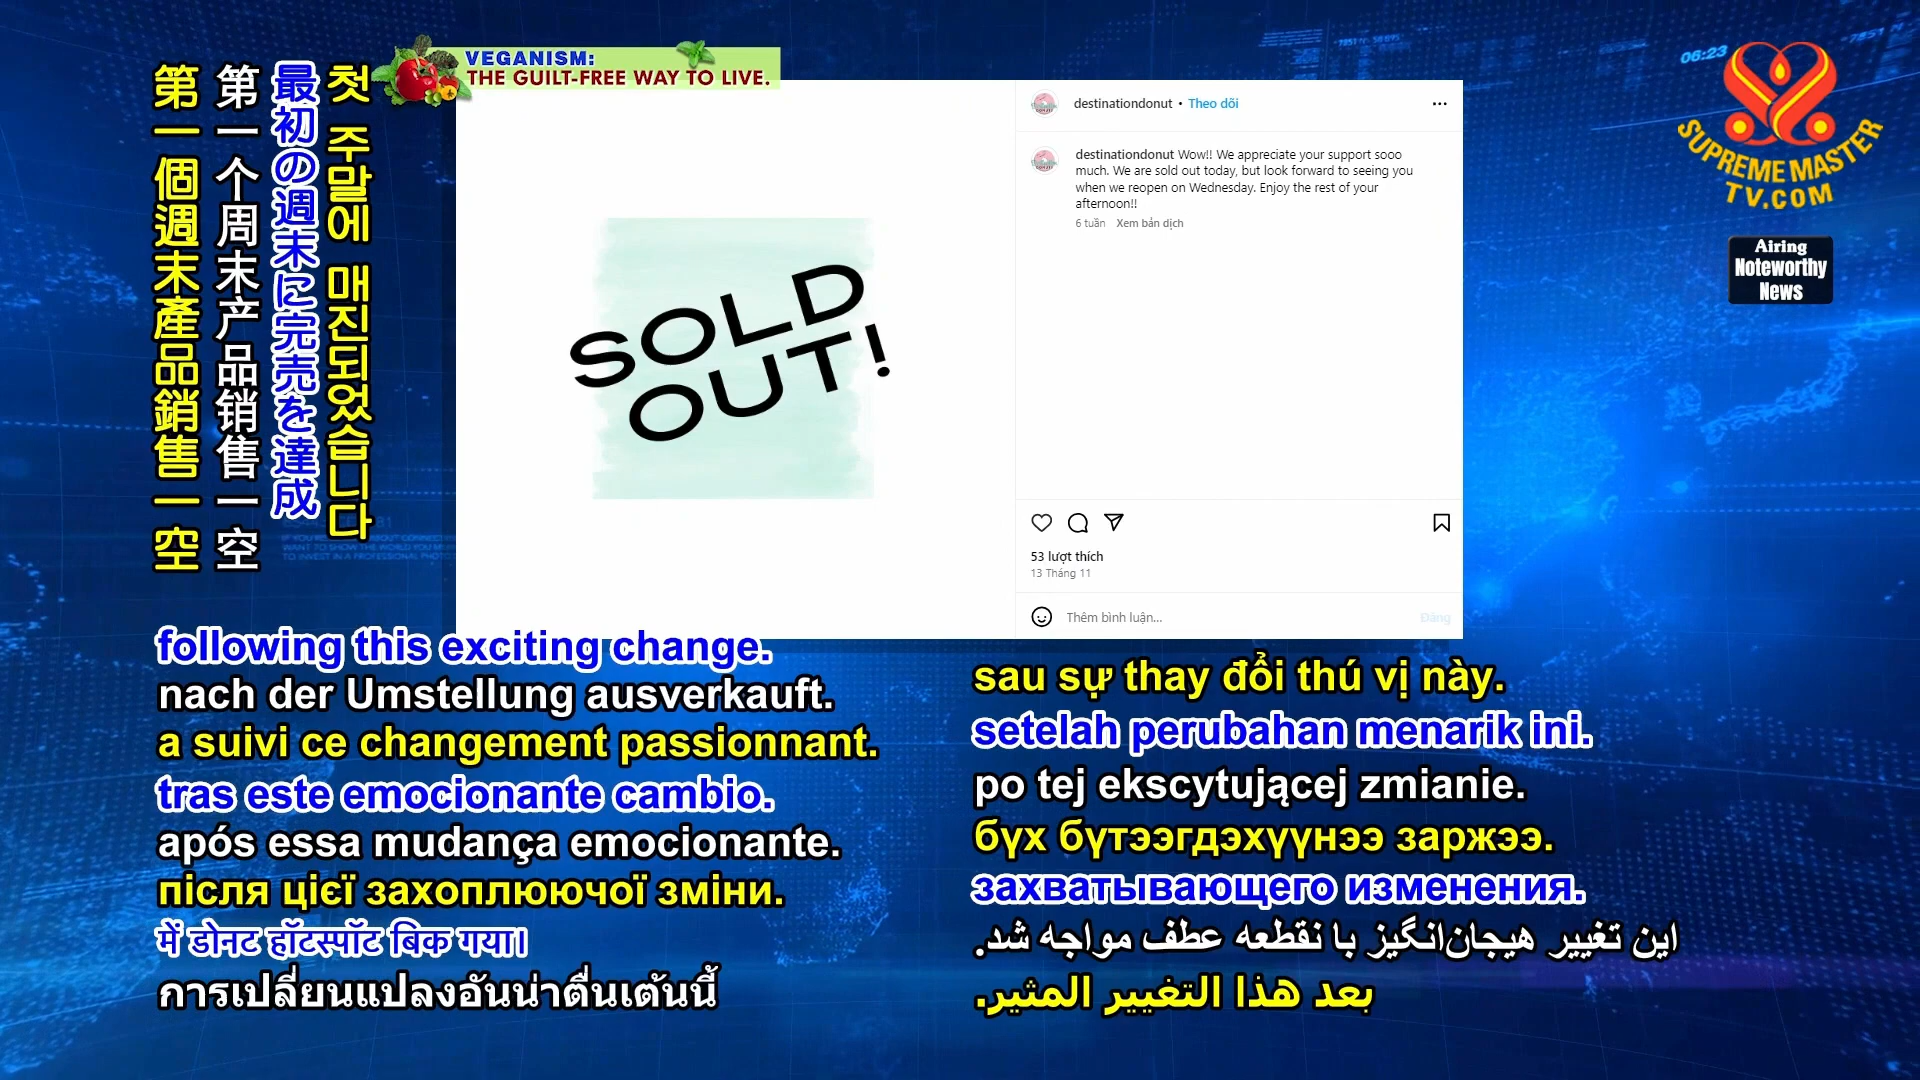 第一個週末產品銷售一空
第一个周末产品销售一空
最初の週末に完売を達成
첫 주말에 매진되었습니다
VEGANISM:
THE GUILT-FREE WAY TO LIVE.
SOLD
OUT!
destinationdonut • Theo dõi
destinationdonut Wow!! We appreciate your support sooo
much. We are sold out today, but look forward to seeing you
when we reopen on Wednesday. Enjoy the rest of your
afternoon!!
6 tuần Xem bản dịch
53 lượt thích
13 Tháng 11
Thêm bình luận...
Đăng
06:23
SUPREME MASTER
TV.COM
Airing
Noteworthy
News
following this exciting change.
nach der Umstellung ausverkauft.
a suivi ce changement passionnant.
tras este emocionante cambio.
após essa mudança emocionante.
після цієї захоплюючої зміни.
में डोनट हॉटस्पॉट बिक गया।
การเปลี่ยนแปลงอันน่าตื่นเต้นนี้
sau sự thay đổi thú vị này.
setelah perubahan menarik ini.
po tej ekscytującej zmianie.
бүх бүтээгдэхүүнээ заржээ.
захватывающего изменения.
این تغییر هیجان‌انگیز با نقطعه عطف مواجه شد.
بعد هذا التغيير المثير.